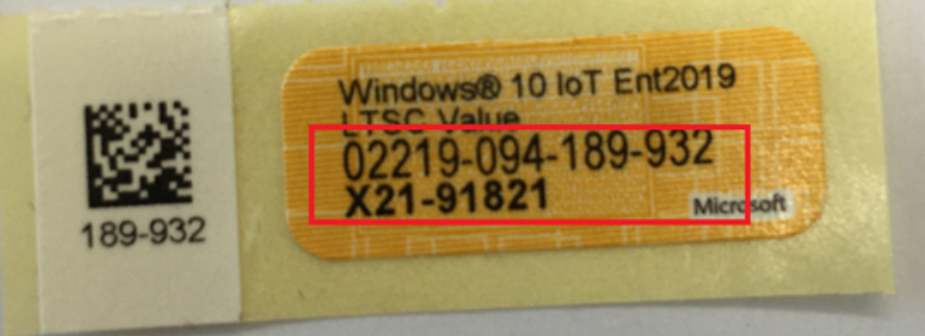 Windows® 10 IoT Ent2019
LTSC Value
02219-094-189-932
X21-91821
Microsoft
189-932